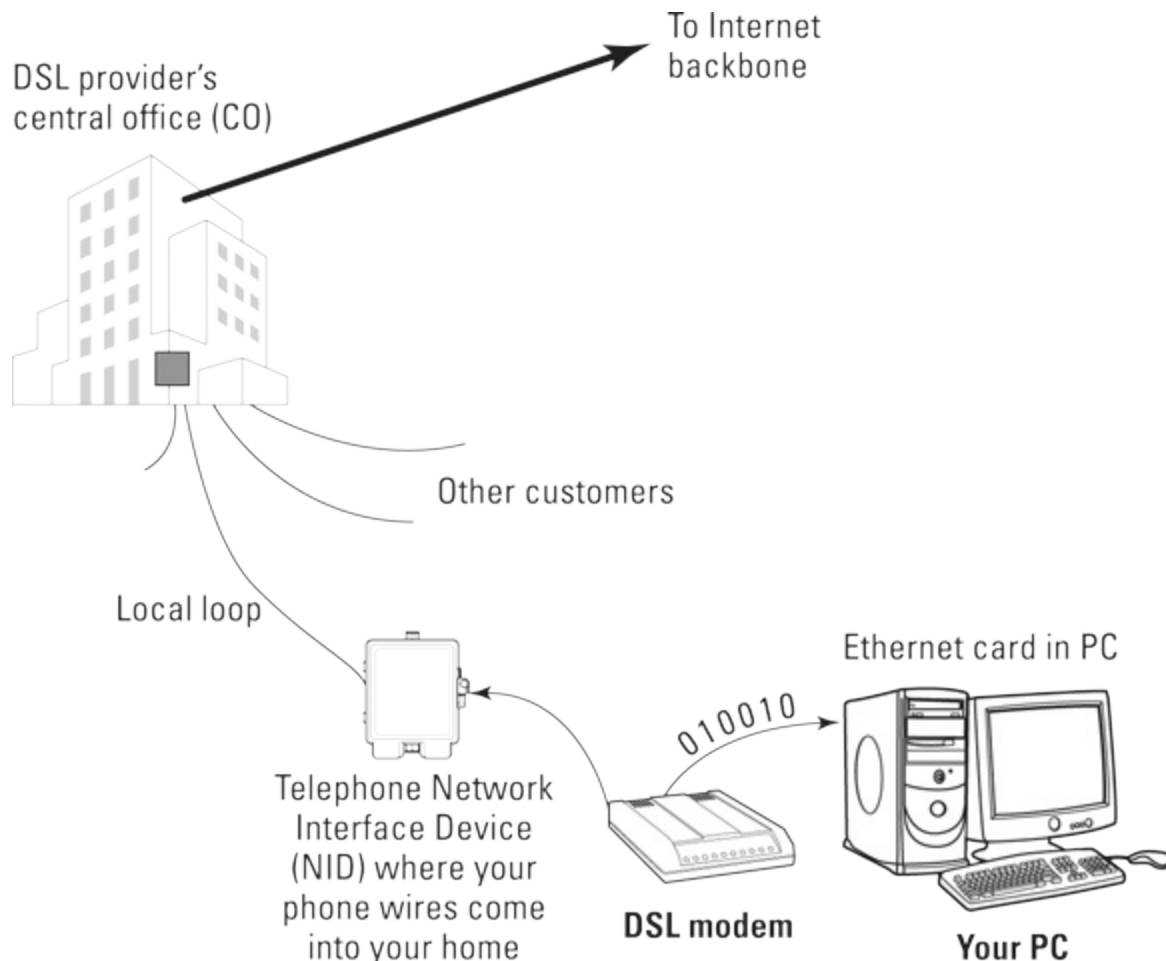 To Internet
backbone
DSL provider’s
central office (CO)
Other customers
Local loop
Ethernet card in PC
010010
Telephone Network
Interface Device
(NID) where your
phone wires come
into your home
DSL modem
Your PC